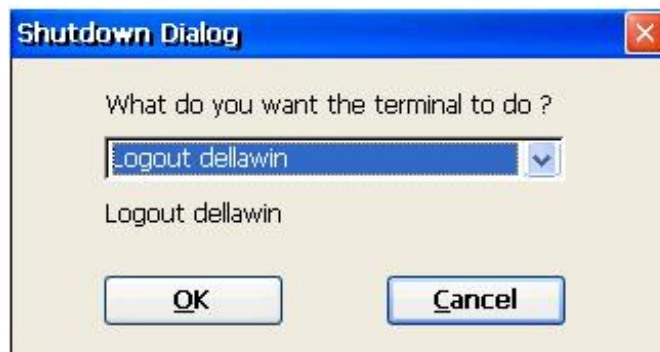 Shutdown Dialog
What do you want the terminal to do ?
Logout dellawin
Logout dellawin
OK
Cancel